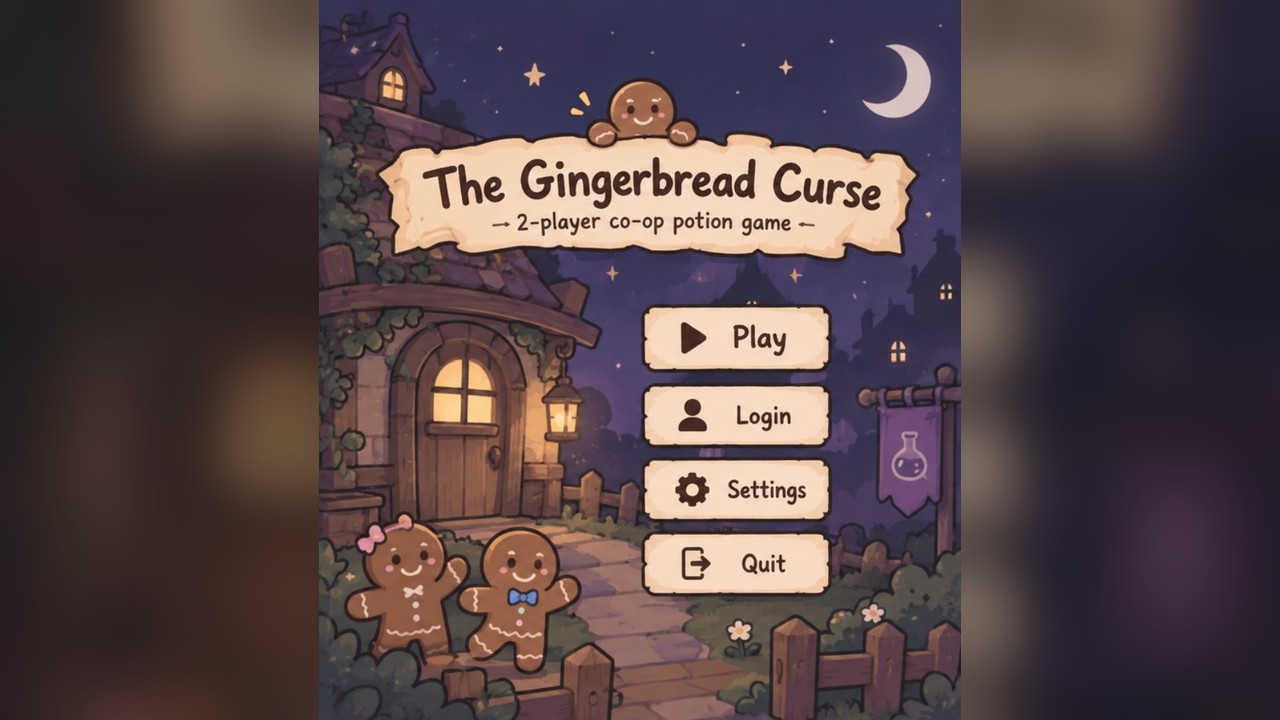 The Gingerbread Curse
→ 2-player co-op potion game ←
Play
Login
Settings
Quit